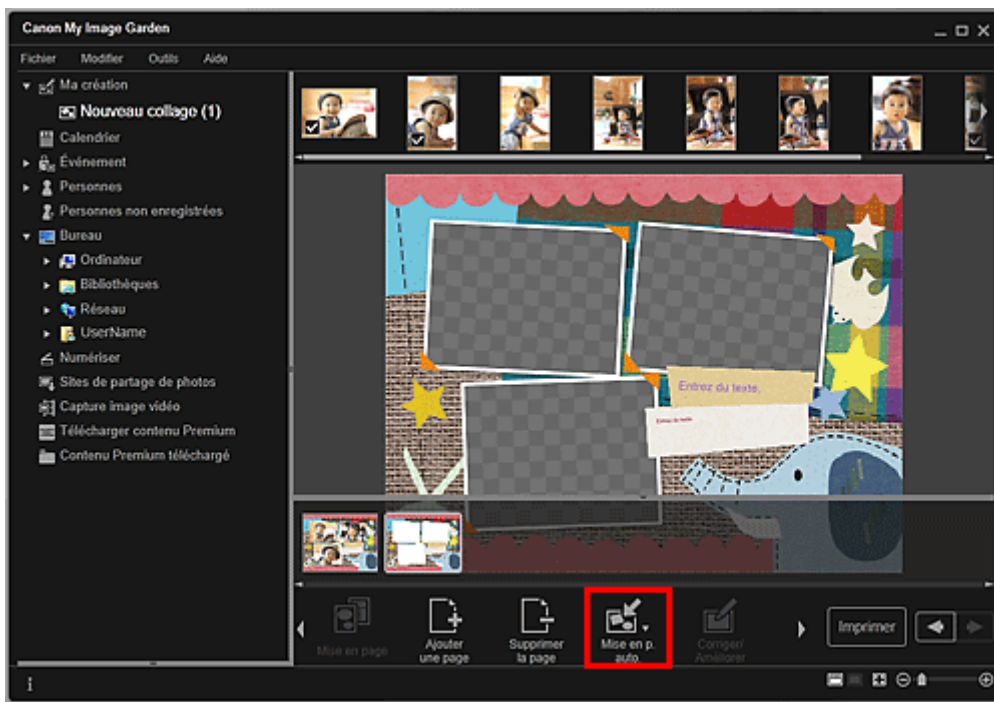 Canon My Image Garden
Fichier Modifier Outils Aide
Ma création
Nouveau collage (1)
Calendrier
Événement
Personnes
Personnes non enregistrées
Bureau
Ordinateur
Bibliothèques
Réseau
UserName
Numériser
Sites de partage de photos
Capture image vidéo
Télécharger contenu Premium
Contenu Premium téléchargé
Entrez du texte.
Entrez du texte
Mise en page
Ajouter
une page
Supprimer
la page
Mise en p.
auto.
Corriger/
Améliorer
Imprimer